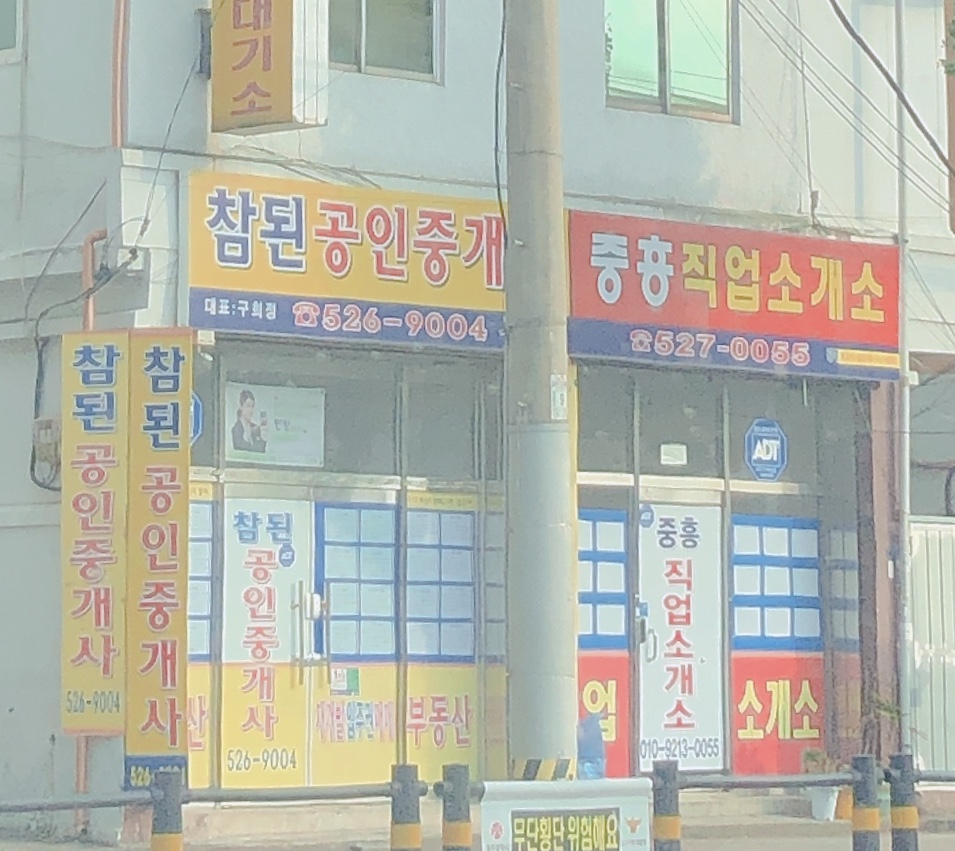 대기소
참된공인중개
대표:구희정 ☎526-9004
중흥직업소개소
☎527-0055
참된 공인중개사
526-9004
참된 공인중개사
526
ADT
참된
공인중개사
526-9004
산
부동산
중흥
직업소개소
010-9213-0055
업
소개소
무단횡단 위험해요